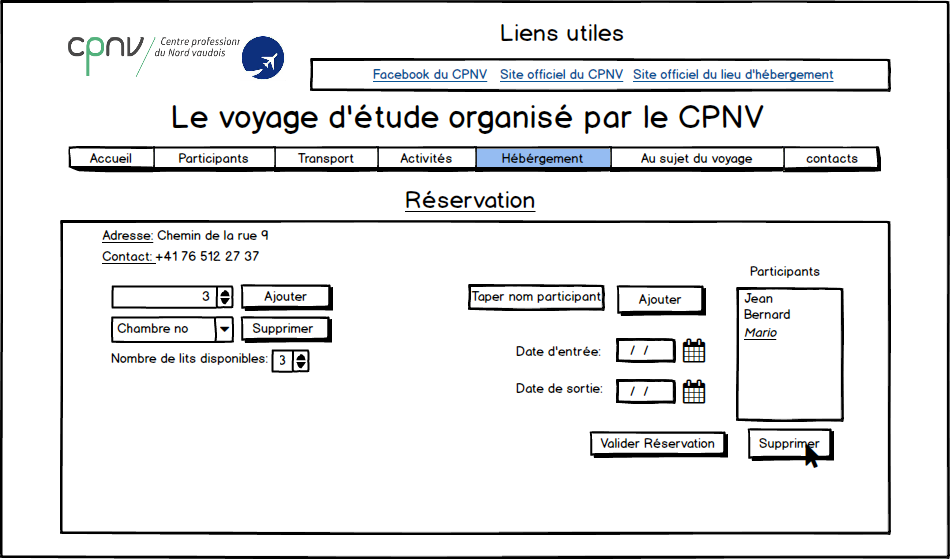 Liens utiles
cpnv
Centre profession
du Nord vaudois
Facebook du CPNV Site officiel du CPNV Site officiel du lieu d'hébergement
Le voyage d'étude organisé par le CPNV
Accueil Participants Transport Activités Hébérgement Au sujet du voyage contacts
Réservation
Adresse: Chemin de la rue 9
Contact: +41 76 512 27 37
Participants
3 Ajouter
Taper nom participant Ajouter
Jean
Bernard
Mario
Chambre no Supprimer
Nombre de lits disponibles: 3
Date d'entrée: / /
Date de sortie: / /
Valider Réservation Supprimer